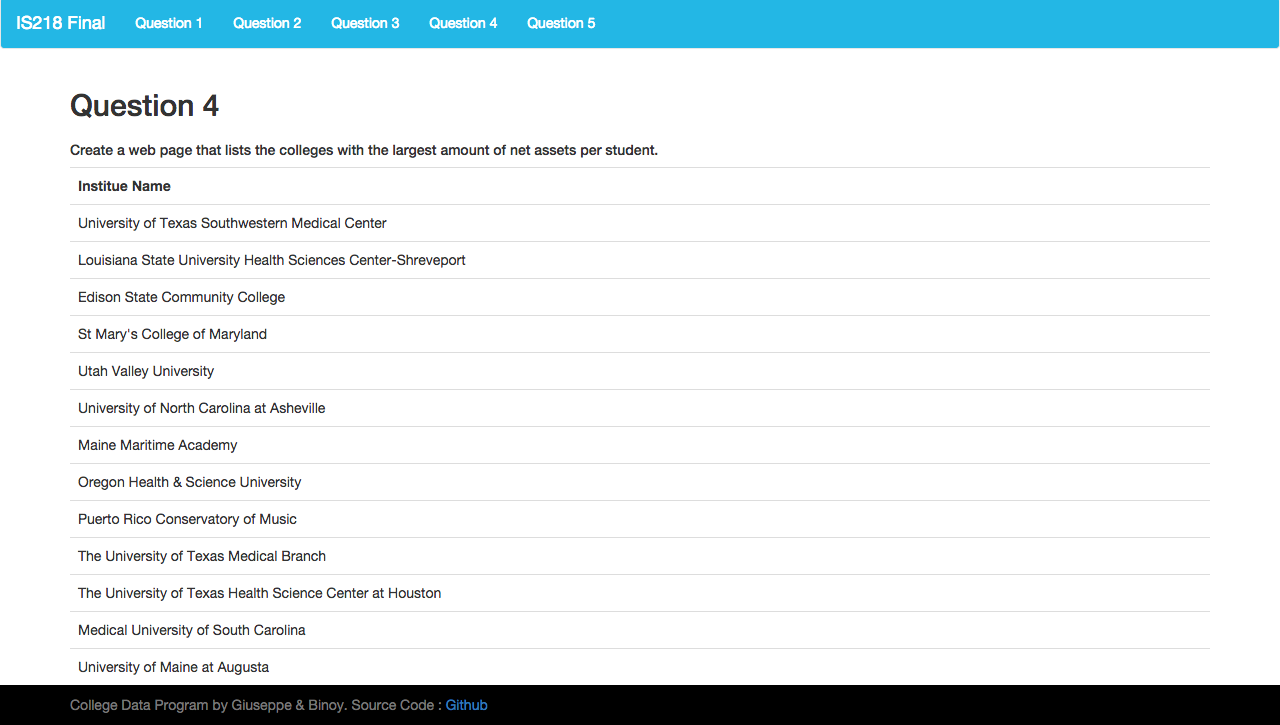 IS218 Final Question 1 Question 2 Question 3 Question 4 Question 5
Question 4
Create a web page that lists the colleges with the largest amount of net assets per student.
Institue Name
University of Texas Southwestern Medical Center
Louisiana State University Health Sciences Center-Shreveport
Edison State Community College
St Mary's College of Maryland
Utah Valley University
University of North Carolina at Asheville
Maine Maritime Academy
Oregon Health & Science University
Puerto Rico Conservatory of Music
The University of Texas Medical Branch
The University of Texas Health Science Center at Houston
Medical University of South Carolina
University of Maine at Augusta
College Data Program by Giuseppe & Binoy. Source Code : Github